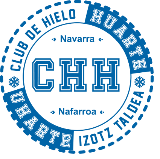 CLUB DE HIELO HUARTE
Navarra
CHH
Nafarroa
UHARTE IZOTZ TALDEA